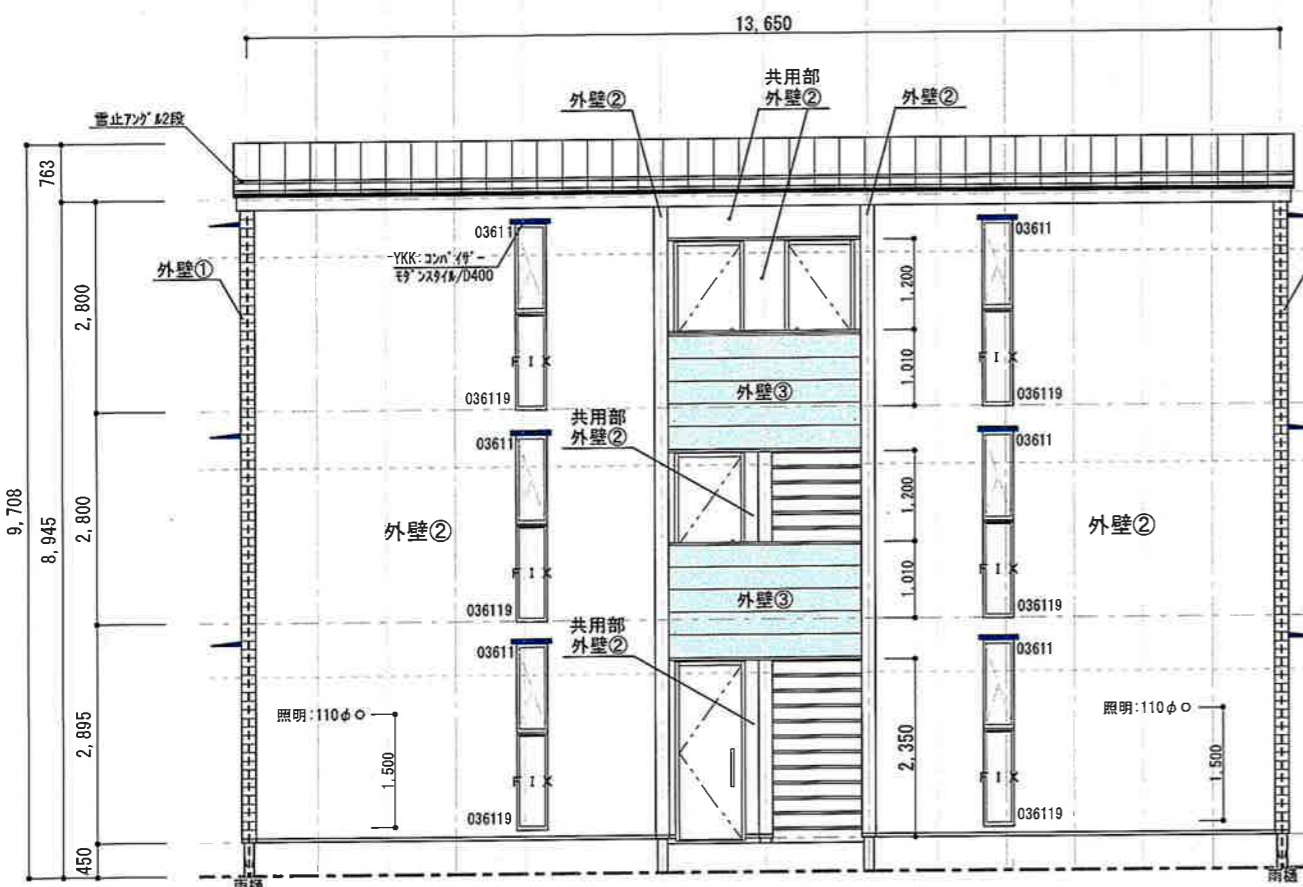 13,650
共用部
外壁②
外壁②
外壁②
雪止アングル2段
763
03611
03611
YKK:コンバイザー
モダンスタイル/D400
外壁①
1,200
2,800
FIX
FIX
1,010
外壁③
036119
036119
共用部
外壁②
03611
03611
9,708
8,945
2,800
外壁②
1,200
外壁②
FIX
FIX
1,010
外壁③
036119
036119
共用部
外壁②
03611
03611
照明:110φ
照明:110φ
2,895
2,350
1,500
1,500
FIX
FIX
036119
036119
450
雨樋
雨樋